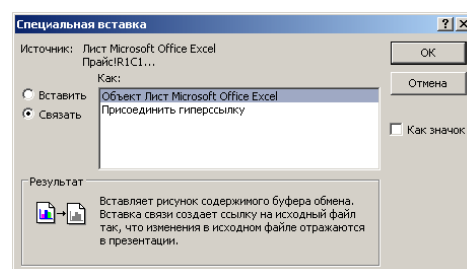 Специальная вставка
Источник: Лист Microsoft Office Excel
Прайс!R1C1...
ОК
Как:
Отмена
Вставить
Объект Лист Microsoft Office Excel
Связать
Присоединить гиперссылку
Как значок
Результат
Вставляет рисунок содержимого буфера обмена.
Вставка связи создает ссылку на исходный файл
так, что изменения в исходном файле отражаются
в презентации.